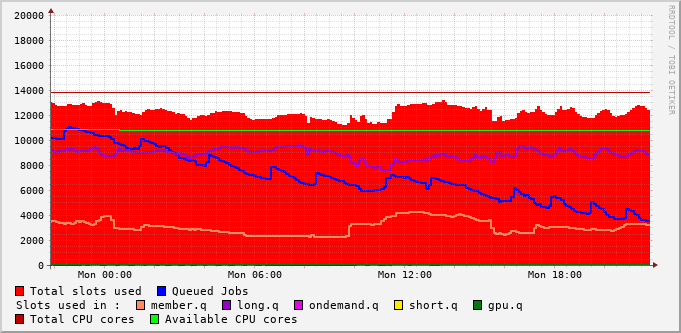 20000
18000
16000
14000
12000
10000
8000
6000
4000
2000
0
Mon 00:00 Mon 06:00 Mon 12:00 Mon 18:00
RRDTOOL / TOBI OETIKER
Total slots used Queued Jobs
Slots used in : member.q long.q ondemand.q short.q gpu.q
Total CPU cores Available CPU cores